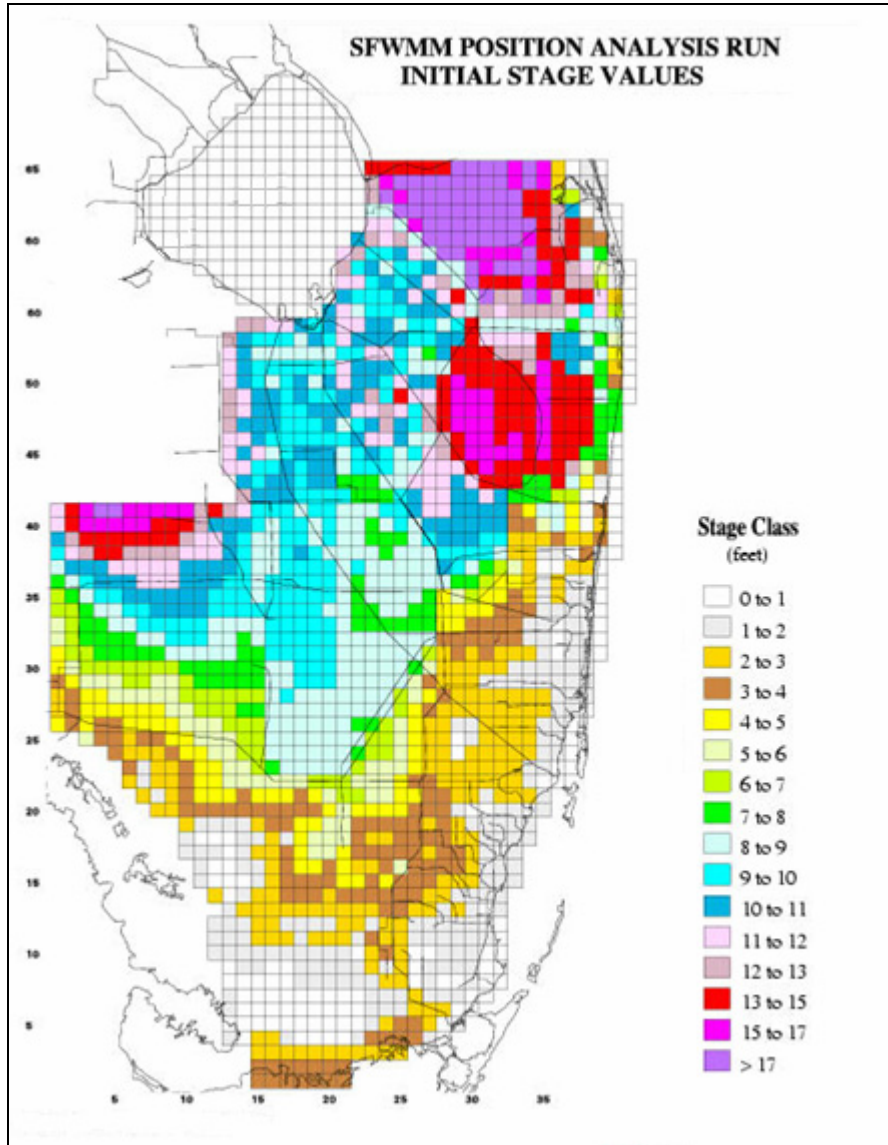 SFWMM POSITION ANALYSIS RUN
INITIAL STAGE VALUES
65
60
60
50
45
40
35
30
25
20
15
10
5
5 10 15 20 25 30 35
Stage Class
(feet)
0 to 1
1 to 2
2 to 3
3 to 4
4 to 5
5 to 6
6 to 7
7 to 8
8 to 9
9 to 10
10 to 11
11 to 12
12 to 13
13 to 15
15 to 17
> 17